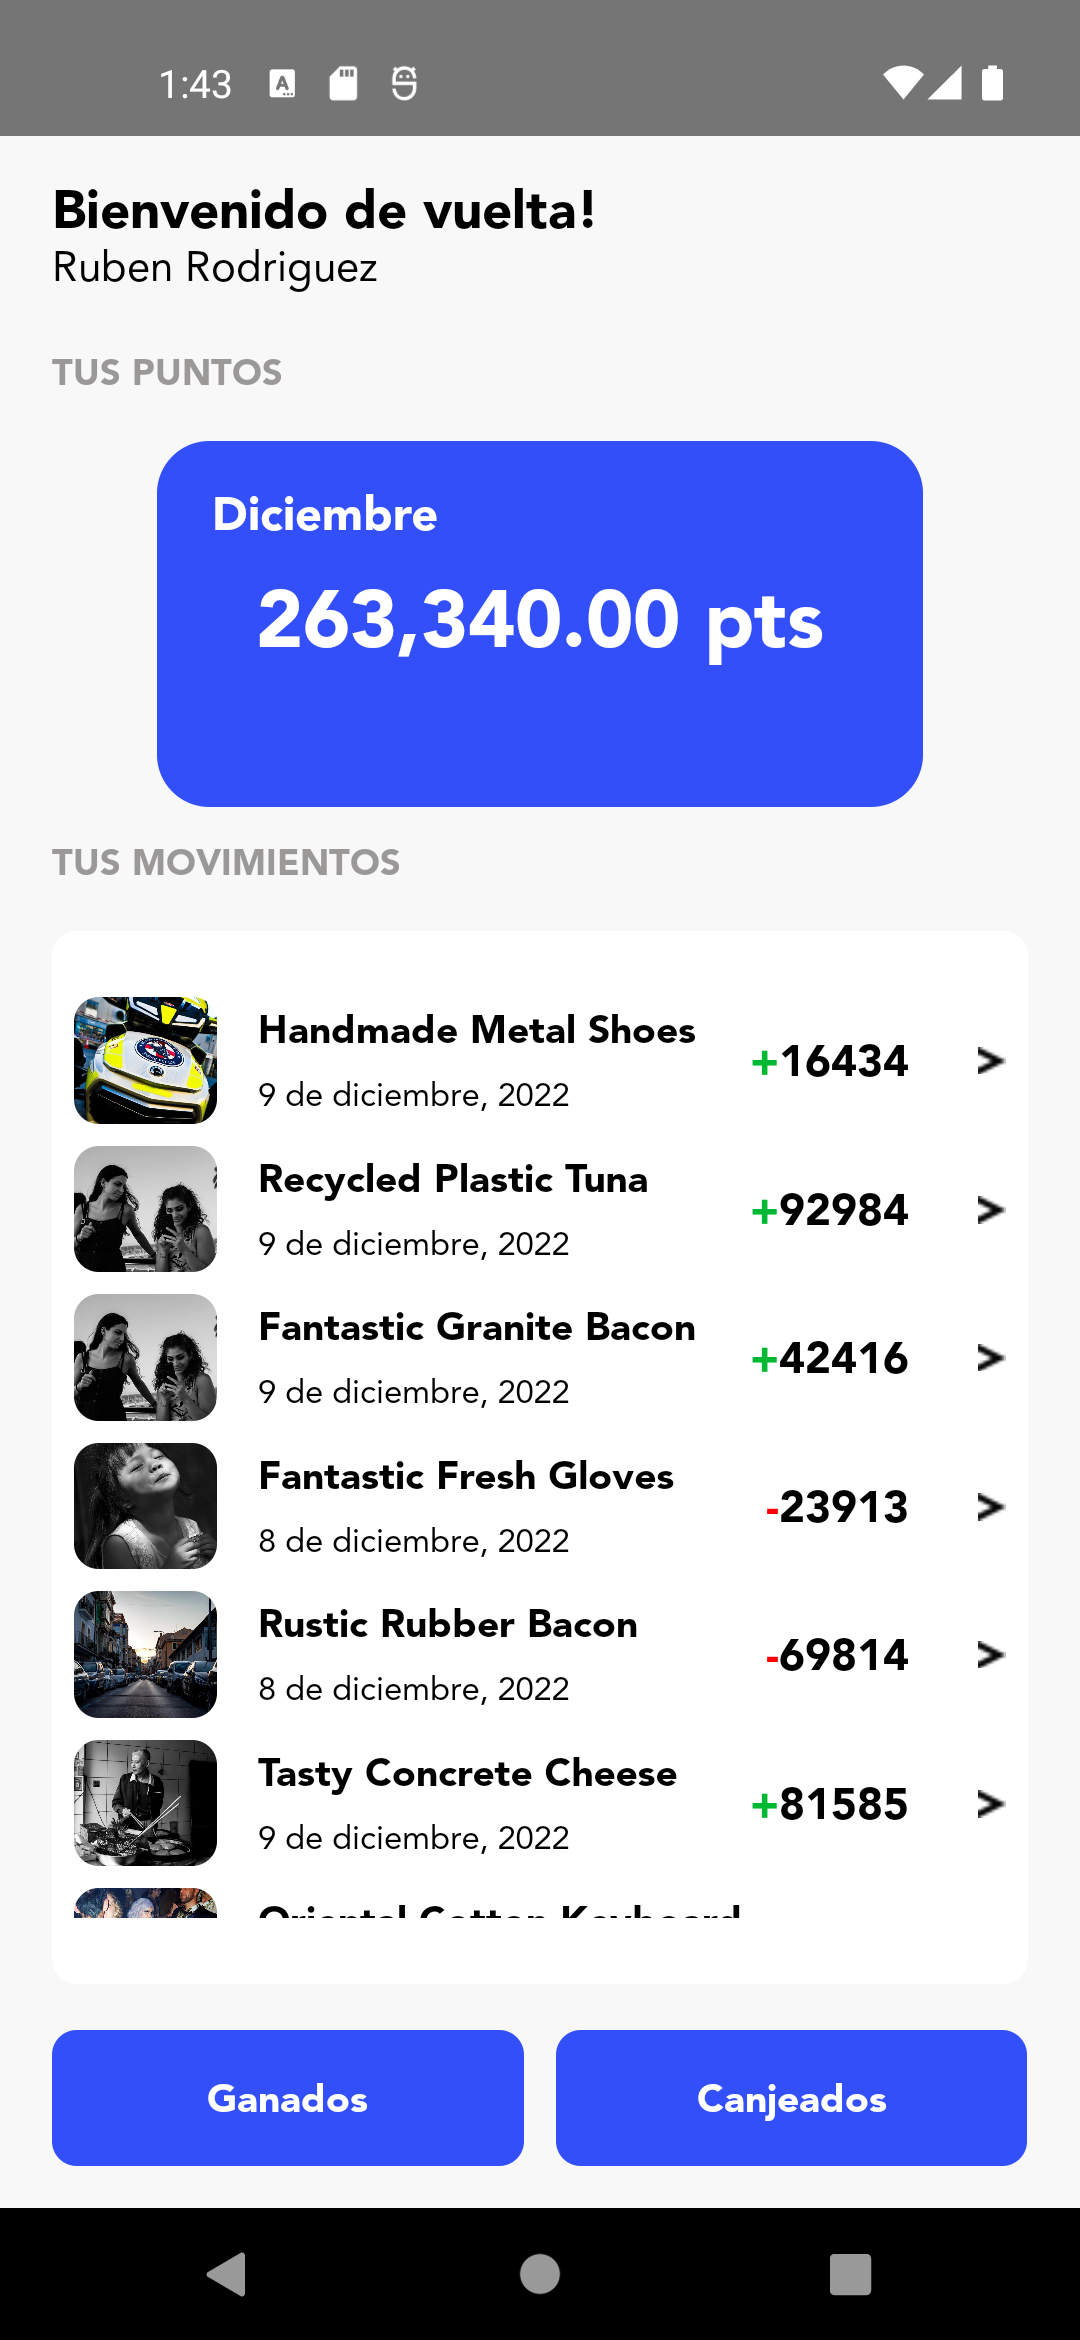 1:43
Bienvenido de vuelta!
Ruben Rodriguez
TUS PUNTOS
Diciembre
263,340.00 pts
TUS MOVIMIENTOS
Handmade Metal Shoes
9 de diciembre, 2022
+16434
>
Recycled Plastic Tuna
9 de diciembre, 2022
+92984
>
Fantastic Granite Bacon
9 de diciembre, 2022
+42416
>
Fantastic Fresh Gloves
8 de diciembre, 2022
-23913
>
Rustic Rubber Bacon
8 de diciembre, 2022
-69814
>
Tasty Concrete Cheese
9 de diciembre, 2022
+81585
>
Oriental Cotton Keyboard
Ganados
Canjeados